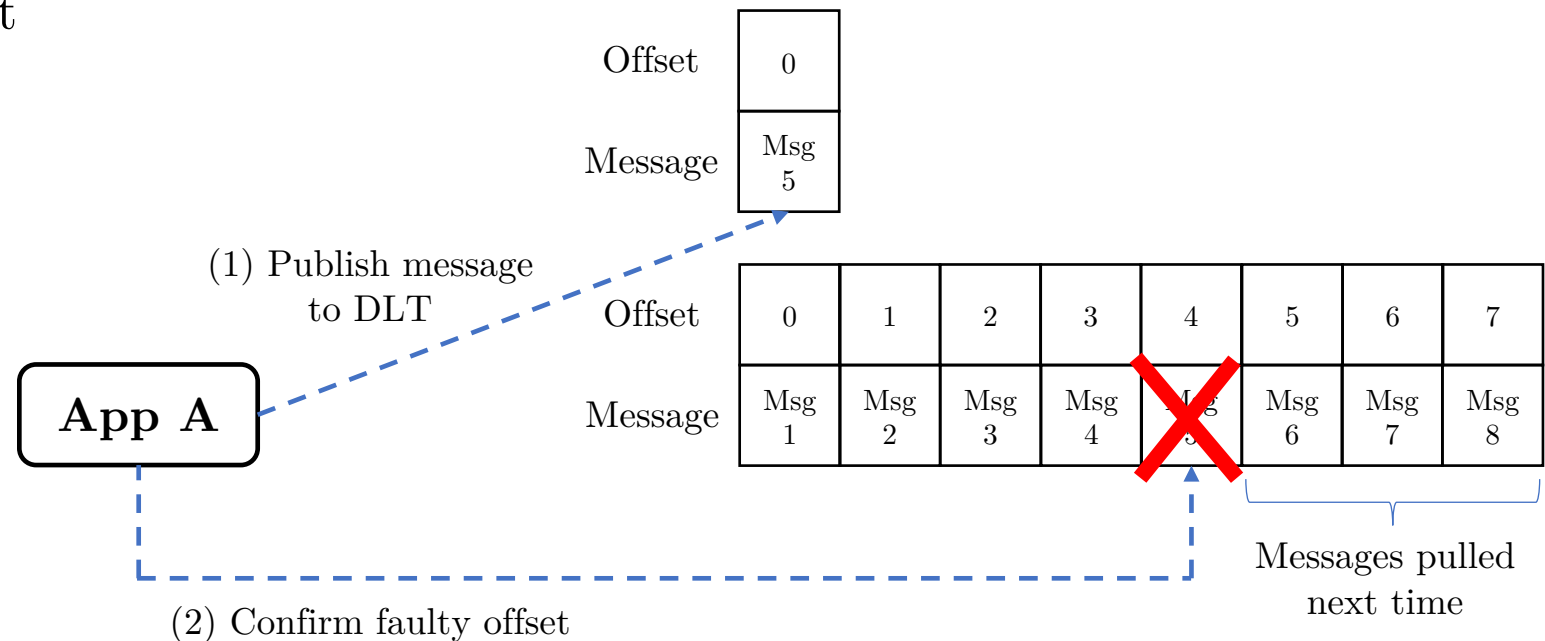 t
Offset 0
Message Msg 5
(1) Publish message
to DLT
Offset 0 1 2 3 4 5 6 7
App A
Message Msg 1 Msg 2 Msg 3 Msg 4 Msg 6 Msg 7 Msg 8
Messages pulled
next time
(2) Confirm faulty offset